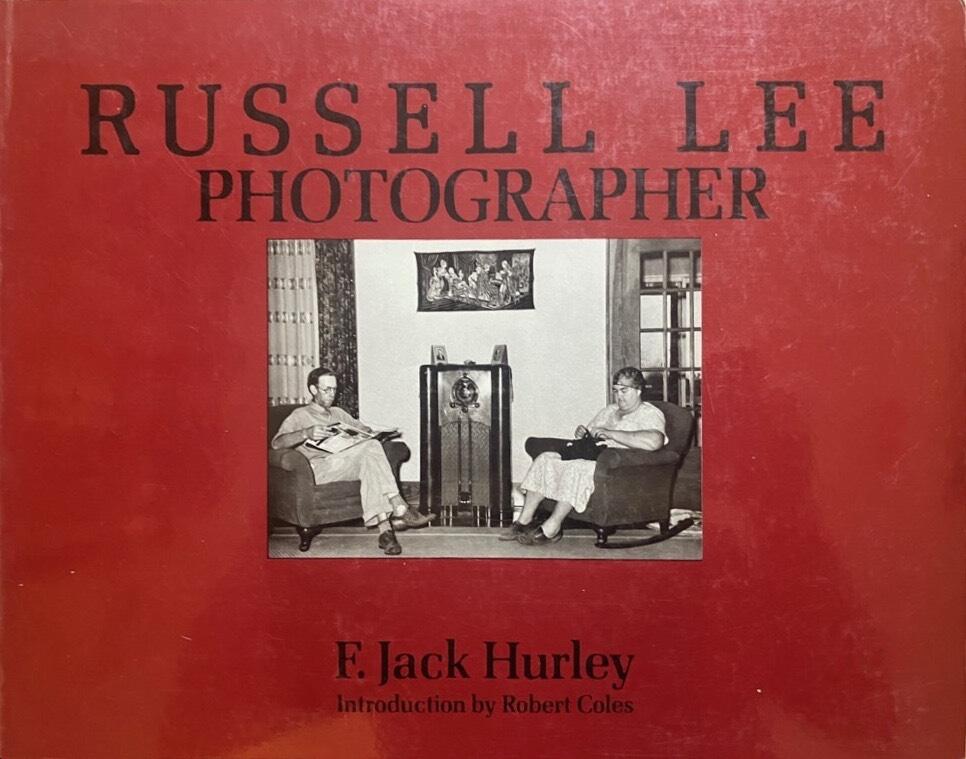 RUSSELL LEE
PHOTOGRAPHER
F. Jack Hurley
Introduction by Robert Coles